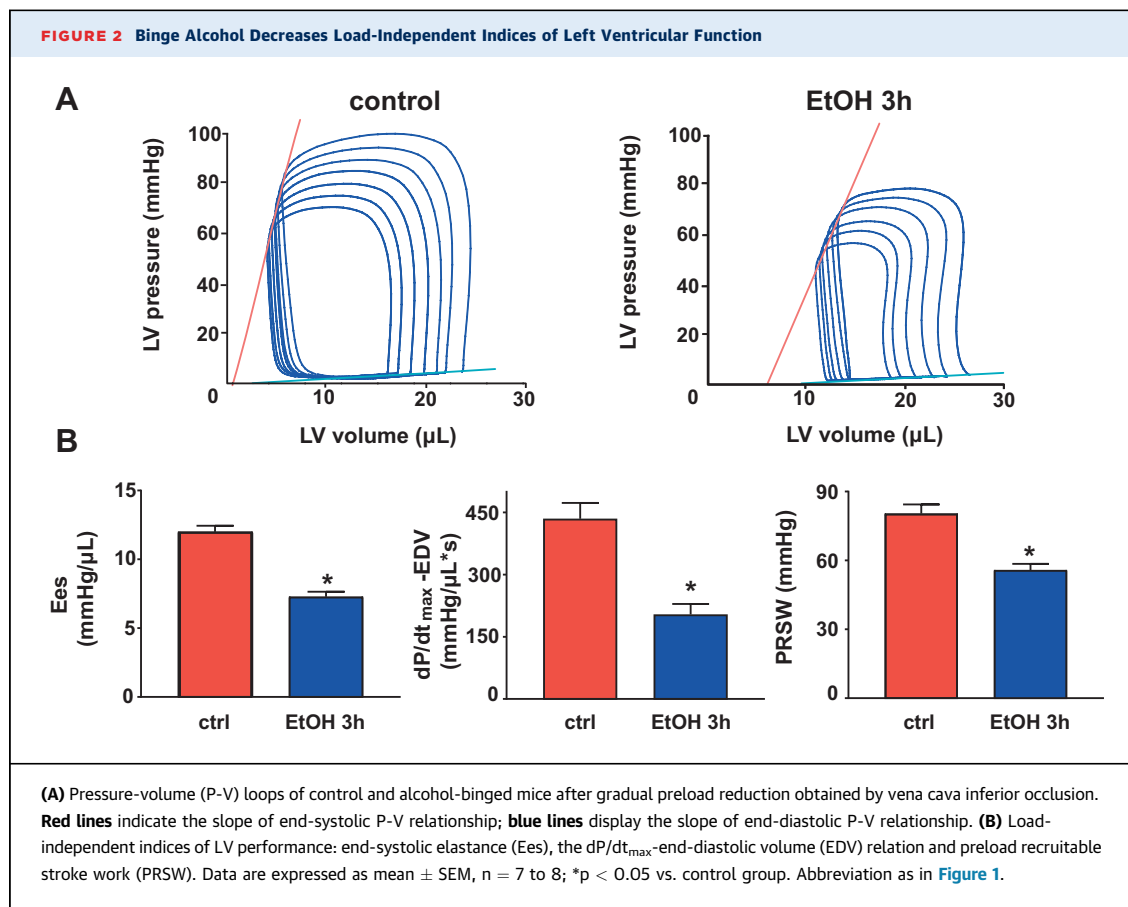 FIGURE 2 Binge Alcohol Decreases Load-Independent Indices of Left Ventricular Function
A
control
LV pressure (mmHg)
100
80
60
40
20
0
10
20
30
LV volume (µL)
EtOH 3h
LV pressure (mmHg)
100
80
60
40
20
0
10
20
30
LV volume (µL)
B
Ees
(mmHg/µL)
15
10
5
0
*
ctrl
EtOH 3h
dP/dtmax-EDV
(mmHg/µL*s)
450
300
150
0
*
ctrl
EtOH 3h
PRSW (mmHg)
90
60
30
0
*
ctrl
EtOH 3h
(A) Pressure-volume (P-V) loops of control and alcohol-binged mice after gradual preload reduction obtained by vena cava inferior occlusion.
Red lines indicate the slope of end-systolic P-V relationship; blue lines display the slope of end-diastolic P-V relationship. (B) Load-
independent indices of LV performance: end-systolic elastance (Ees), the dP/dtmax-end-diastolic volume (EDV) relation and preload recruitable
stroke work (PRSW). Data are expressed as mean ± SEM, n = 7 to 8; *p < 0.05 vs. control group. Abbreviation as in Figure 1.